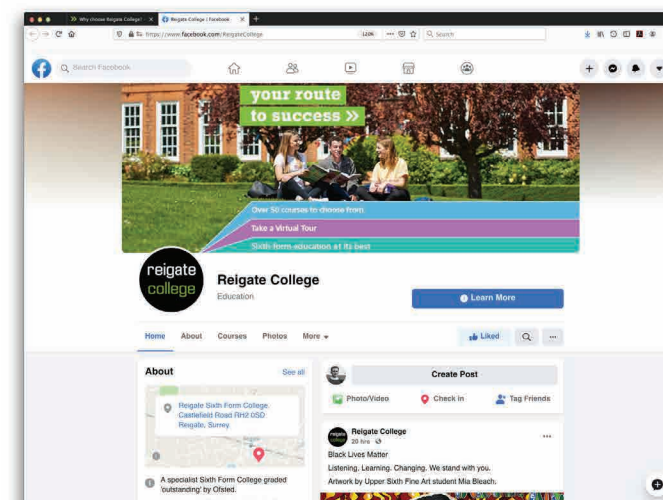 Why choose Reigate College?
Reigate College | Facebook
https://www.facebook.com/ReigateCollege
120%
Search
Search Facebook
your route
to success »
Over 50 courses to choose from
Take a Virtual Tour
Sixth form education at its best
reigate
college
Reigate College
Education
Learn More
Home
About
Courses
Photos
More
Liked
About
See all
Reigate Sixth Form College,
Castlefield Road RH2 0SD
Reigate, Surrey
Reigate
A specialist Sixth Form College graded
'outstanding' by Ofsted.
Create Post
Photo/Video
Check in
Tag Friends
reigate
college
Reigate College
20 hrs
Black Lives Matter
Listening. Learning. Changing. We stand with you.
Artwork by Upper Sixth Fine Art student Mia Bleach.